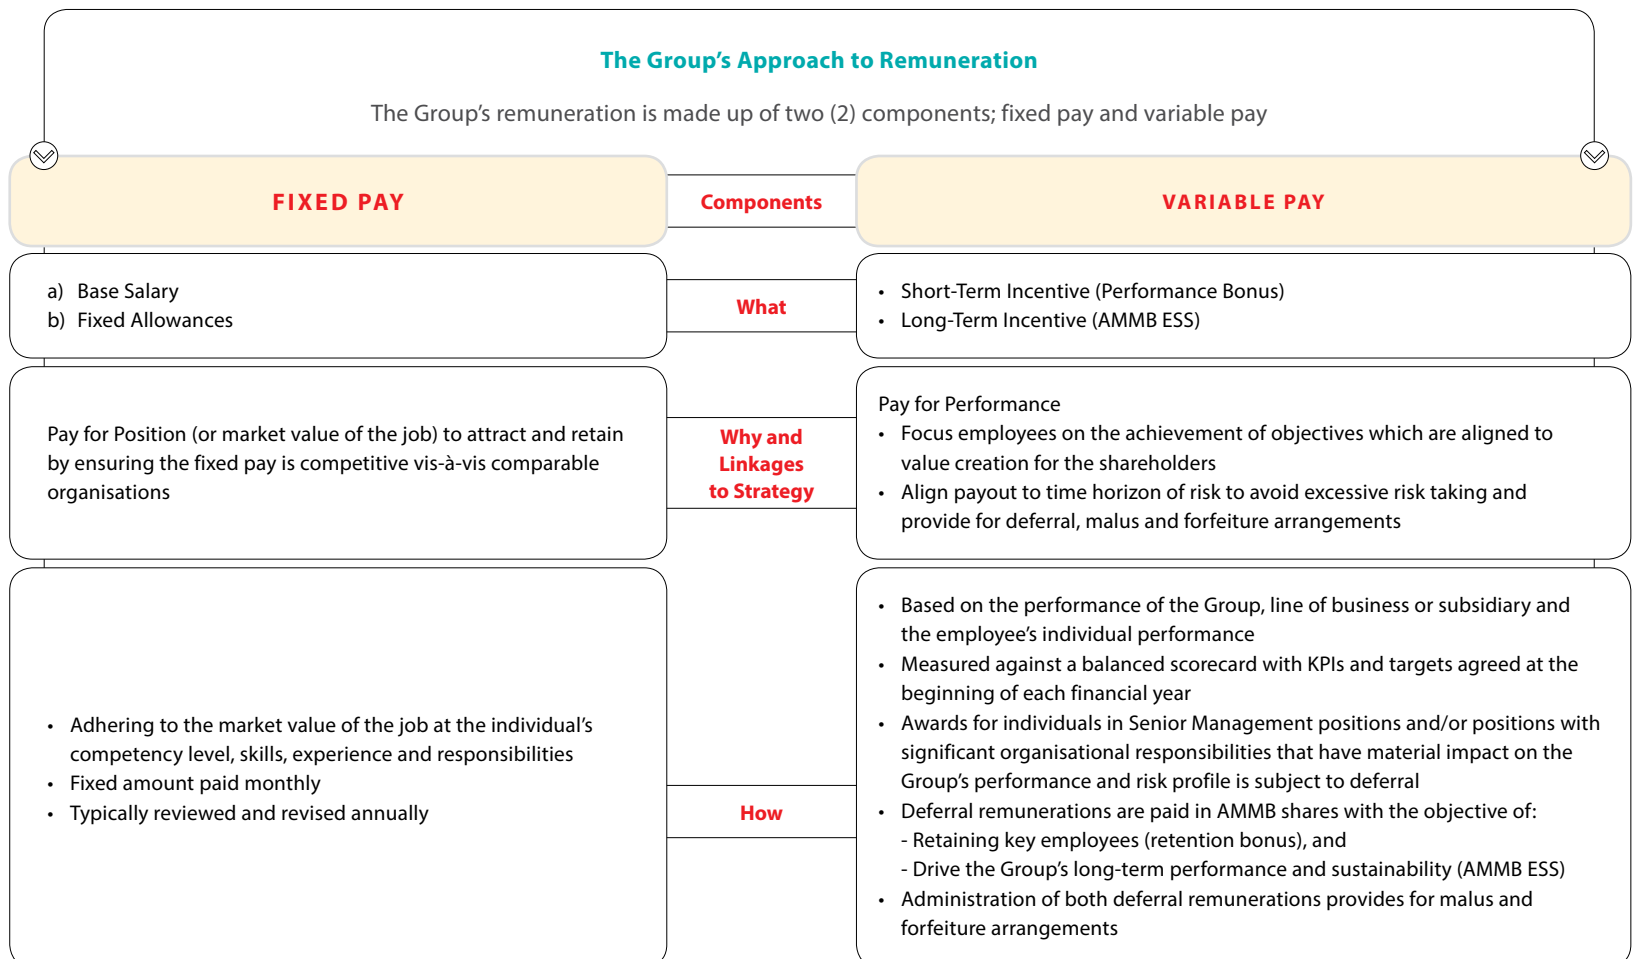 The Group's Approach to Remuneration
The Group's remuneration is made up of two (2) components; fixed pay and variable pay
FIXED PAY
Components
VARIABLE PAY
a) Base Salary
b) Fixed Allowances
What
• Short-Term Incentive (Performance Bonus)
• Long-Term Incentive (AMMB ESS)
Pay for Position (or market value of the job) to attract and retain
by ensuring the fixed pay is competitive vis-à-vis comparable
organisations
Why and
Linkages
to Strategy
Pay for Performance
• Focus employees on the achievement of objectives which are aligned to
value creation for the shareholders
• Align payout to time horizon of risk to avoid excessive risk taking and
provide for deferral, malus and forfeiture arrangements
• Adhering to the market value of the job at the individual's
competency level, skills, experience and responsibilities
• Fixed amount paid monthly
• Typically reviewed and revised annually
How
• Based on the performance of the Group, line of business or subsidiary and
the employee's individual performance
• Measured against a balanced scorecard with KPIs and targets agreed at the
beginning of each financial year
• Awards for individuals in Senior Management positions and/or positions with
significant organisational responsibilities that have material impact on the
Group's performance and risk profile is subject to deferral
• Deferral remunerations are paid in AMMB shares with the objective of:
- Retaining key employees (retention bonus), and
- Drive the Group's long-term performance and sustainability (AMMB ESS)
• Administration of both deferral remunerations provides for malus and
forfeiture arrangements